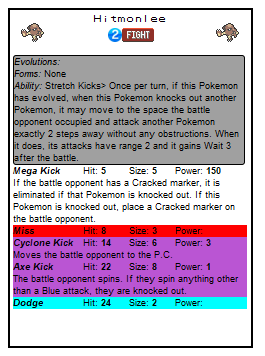 Hitmonlee
2 FIGHT
Evolutions:
Forms: None
Ability: Stretch Kicks> Once per turn, if this Pokemon
has evolved, when this Pokemon knocks out another
Pokemon, it may move to the space the battle
opponent occupied and attack another Pokemon
exactly 2 steps away without any obstructions. When
it does, its attacks have range 2 and it gains Wait 3
after the battle.
Mega Kick Hit: 5 Size: 5 Power: 150
If the battle opponent has a Cracked marker, it is
eliminated if that Pokemon is knocked out. If this
Pokemon is knocked out, place a Cracked marker on
the battle opponent.
Miss Hit: 8 Size: 3 Power:
Cyclone Kick Hit: 14 Size: 6 Power: 3
Moves the battle opponent to the P.C.
Axe Kick Hit: 22 Size: 8 Power: 1
The battle opponent spins. If they spin anything other
than a Blue attack, they are knocked out.
Dodge Hit: 24 Size: 2 Power: